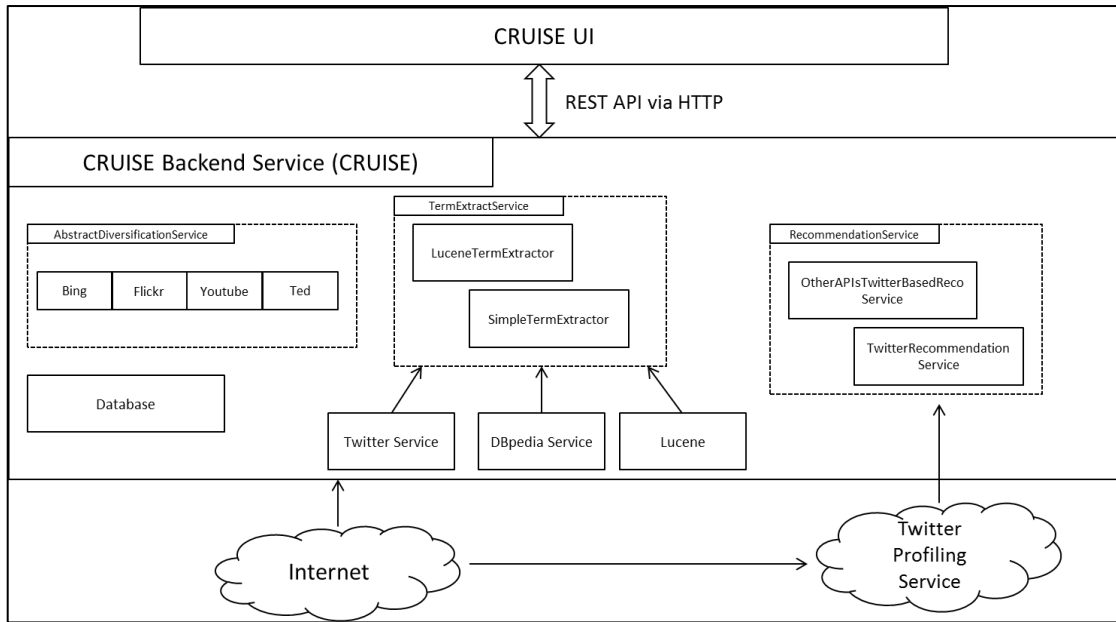 CRUISE UI
REST API via HTTP
CRUISE Backend Service (CRUISE)
AbstractDiversificationService
Bing
Flickr
Youtube
Ted
Database
TermExtractService
LuceneTermExtractor
SimpleTermExtractor
Twitter Service
DBpedia Service
Lucene
RecommendationService
OtherAPIsTwitterBasedReco
Service
TwitterRecommendation
Service
Internet
Twitter
Profiling
Service